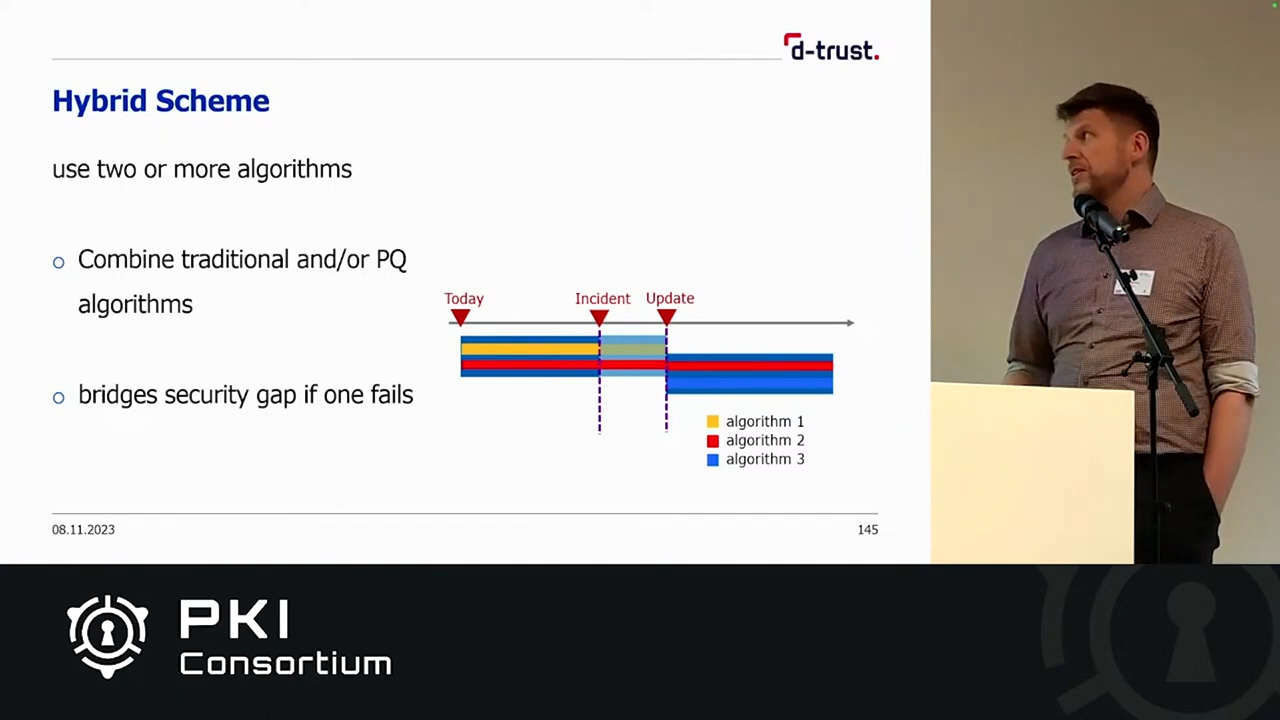 d-trust.
Hybrid Scheme
use two or more algorithms
Combine traditional and/or PQ
algorithms
bridges security gap if one fails
Today
Incident
Update
algorithm 1
algorithm 2
algorithm 3
08.11.2023
145
PKI
Consortium